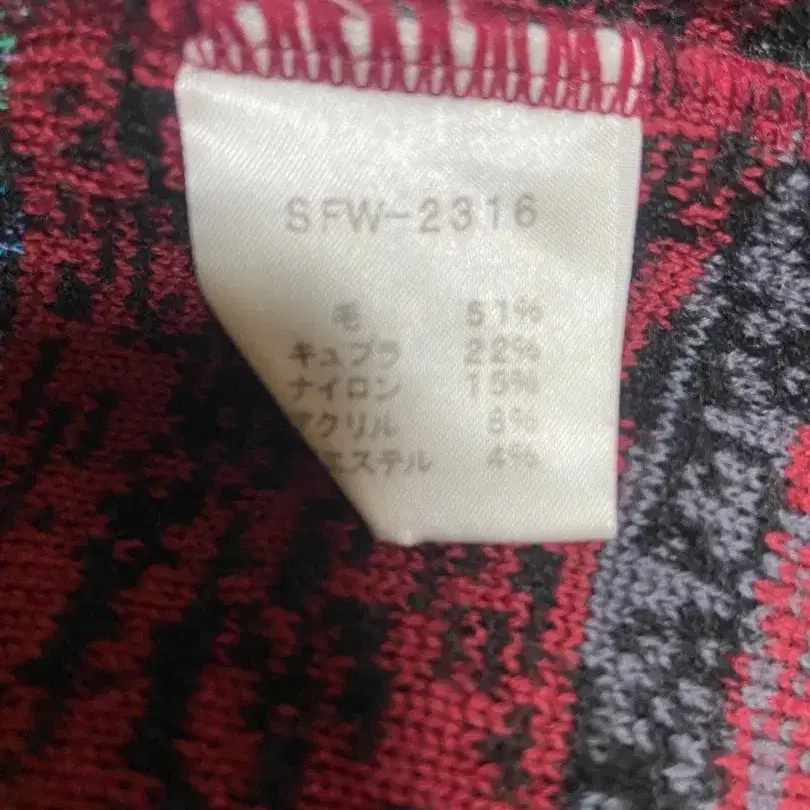 SFW-2316
毛 51%
キュプラ 22%
ナイロン 15%
アクリル 8%
エステル 4%